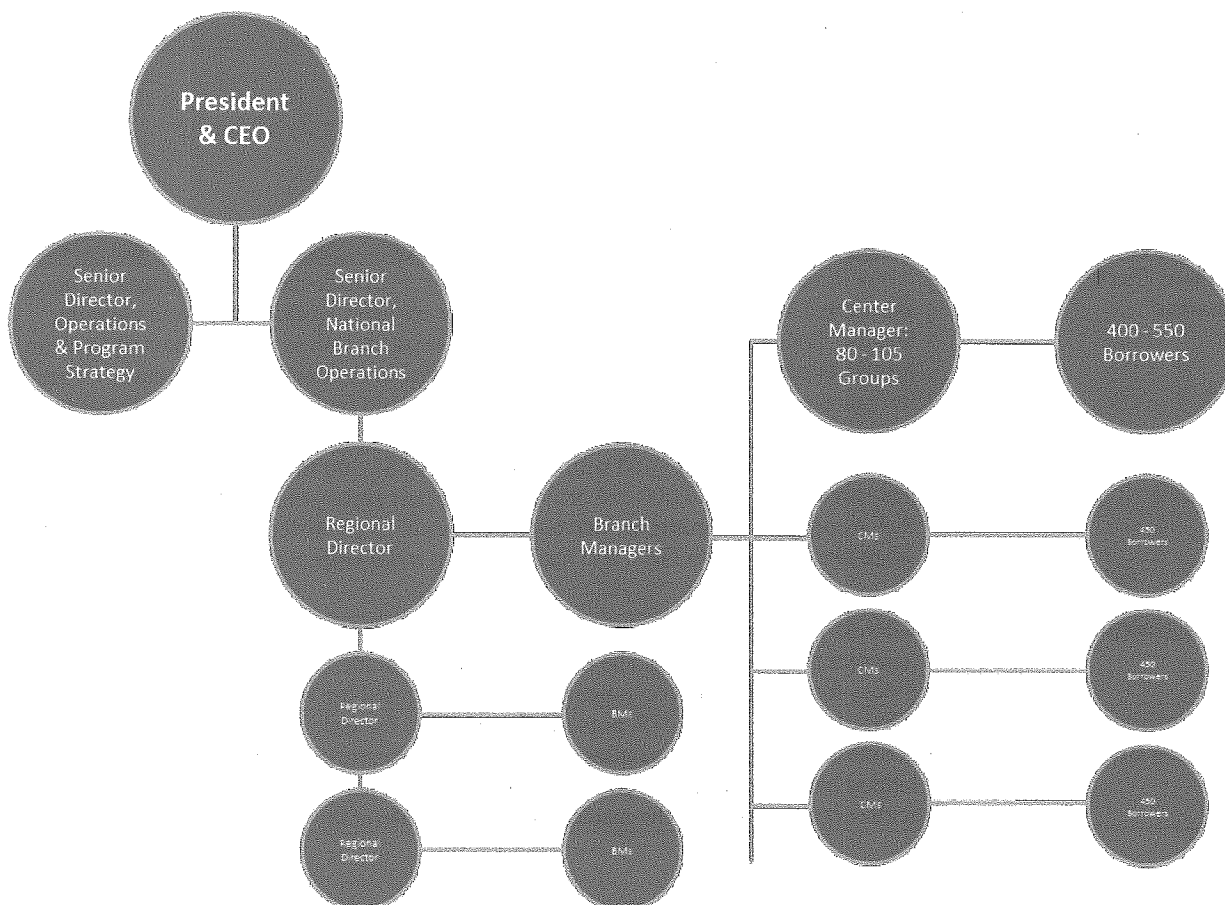 President
& CEO
Senior
Director,
Operations
& Program
Strategy
Senior
Director,
National
Branch
Operations
Center
Manager:
80 - 105
Groups
400 - 550
Borrowers
Regional
Director
Branch
Managers
CMs
450
Borrowers
Regional
Director
BMs
CMs
450
Borrowers
Regional
Director
BMs
CMs
450
Borrowers